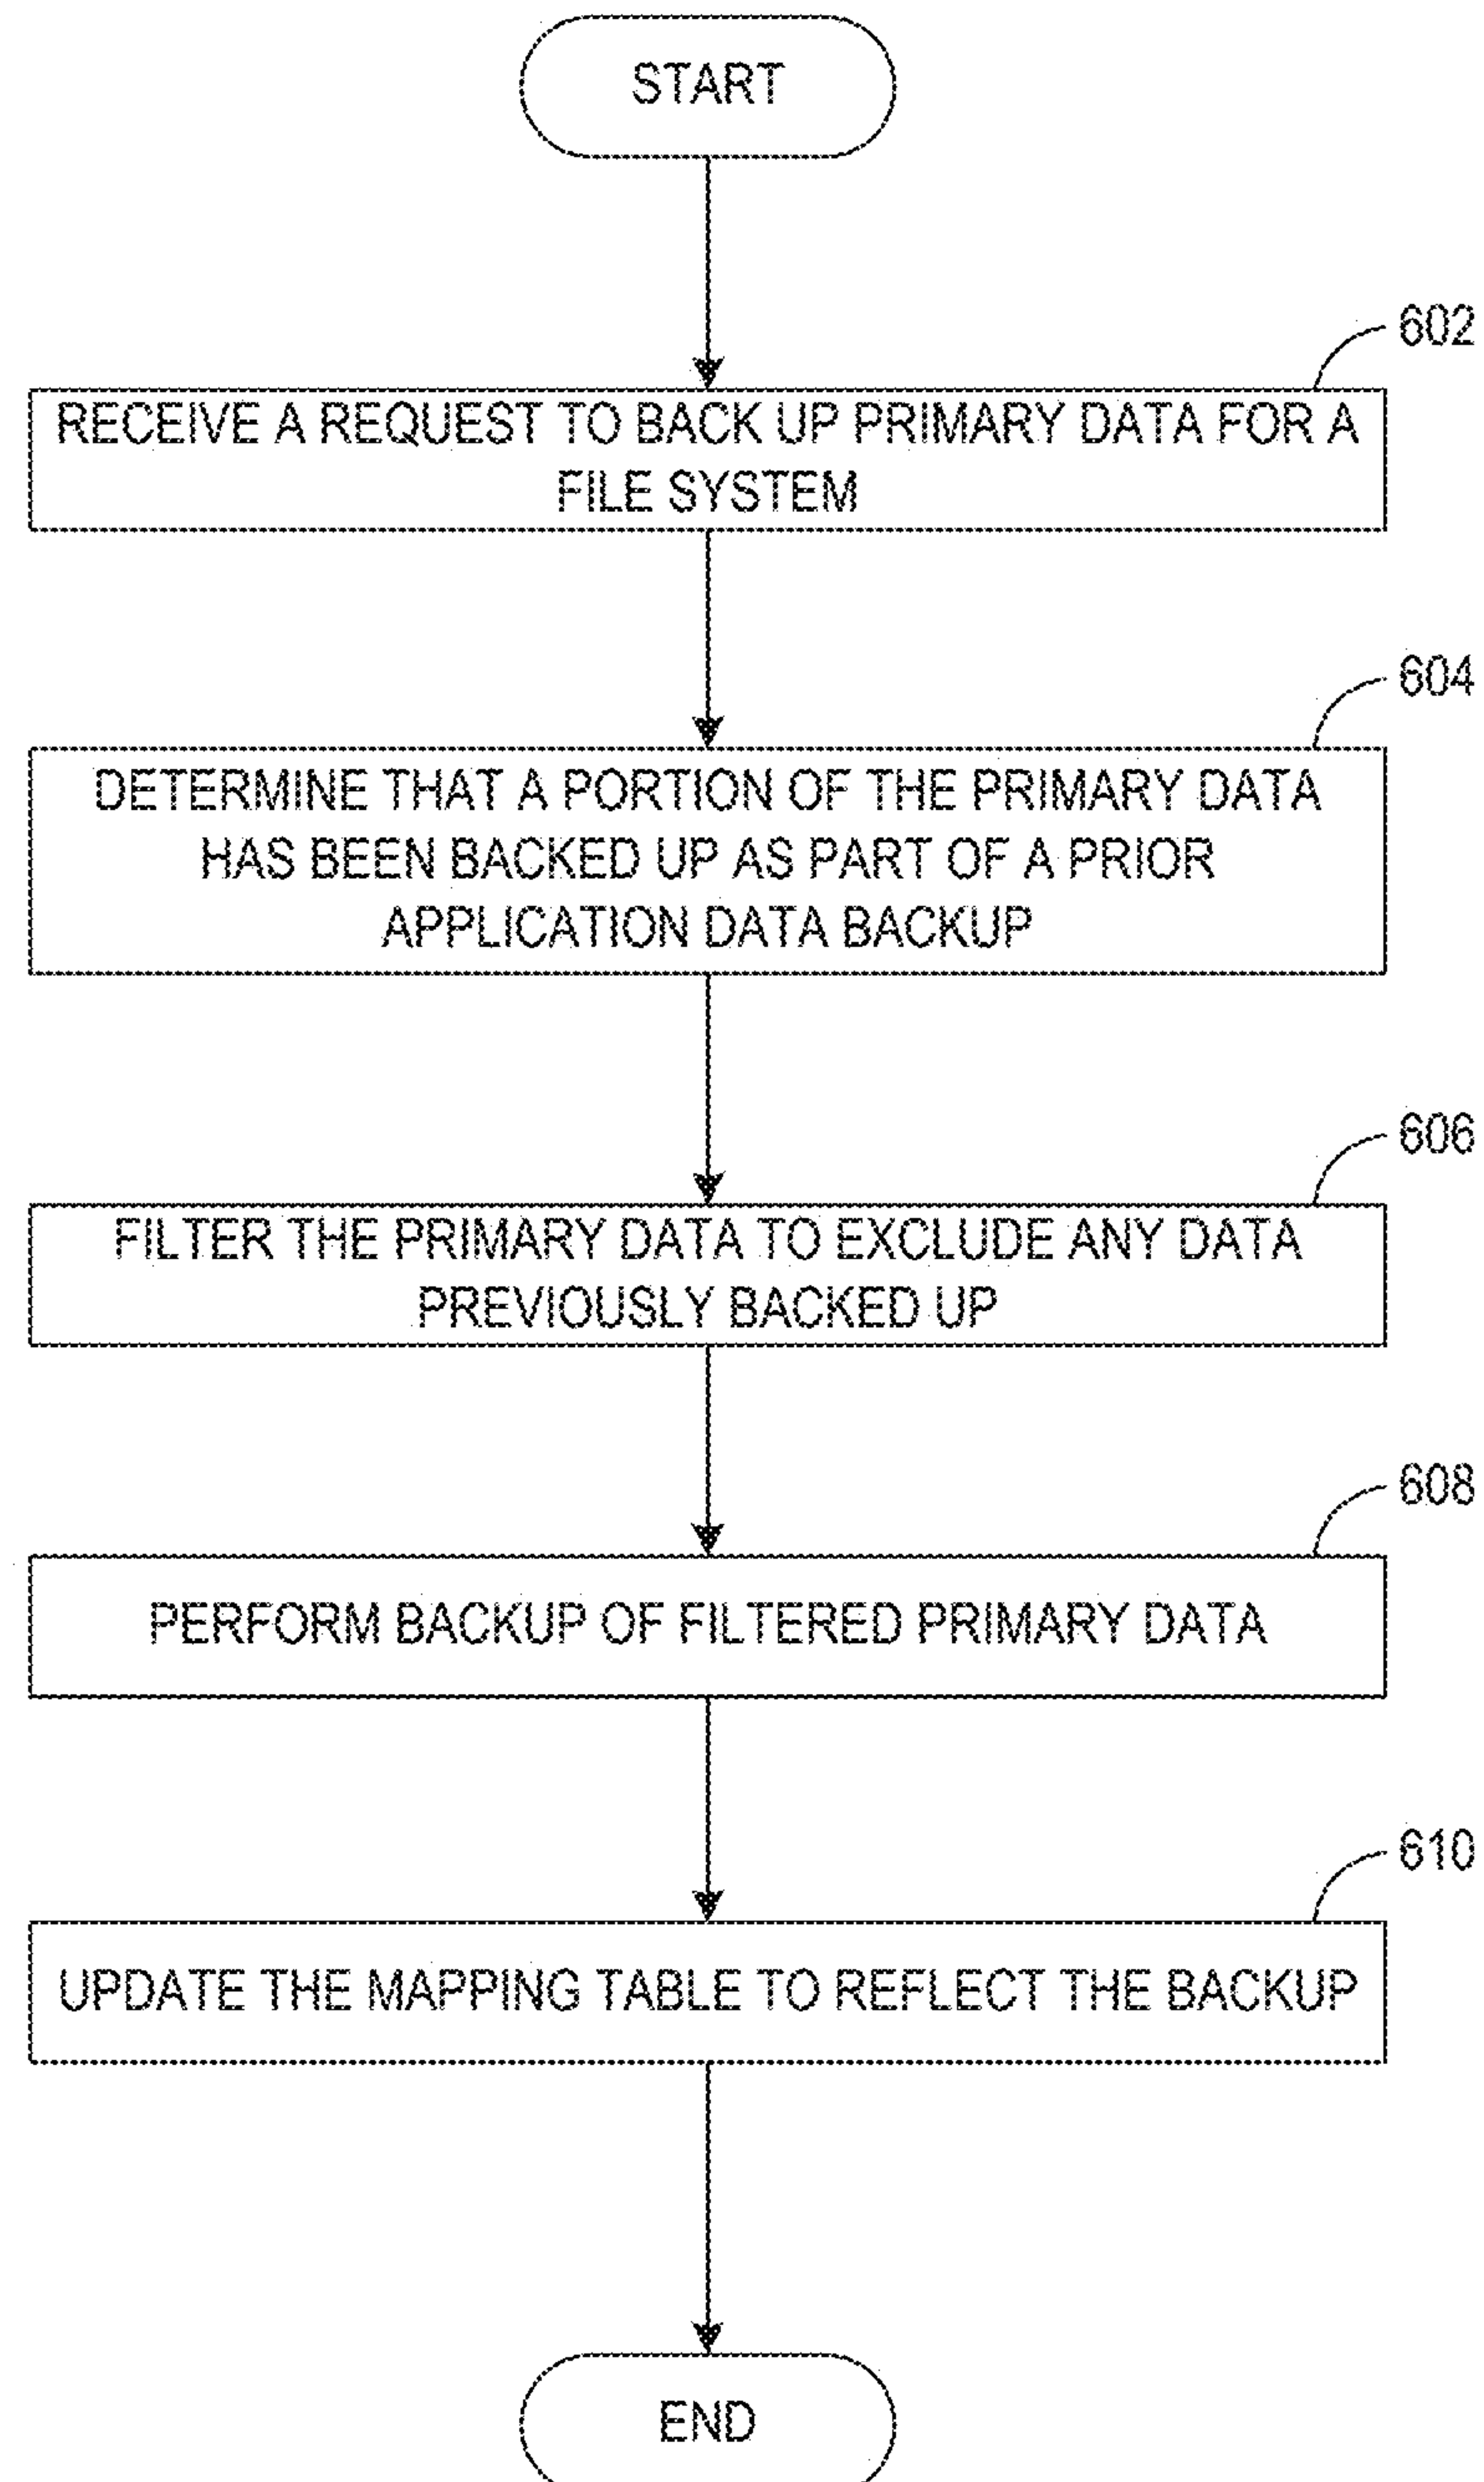 START
602
RECEIVE A REQUEST TO BACK UP PRIMARY DATA FOR A
FILE SYSTEM
604
DETERMINE THAT A PORTION OF THE PRIMARY DATA
HAS BEEN BACKED UP AS PART OF A PRIOR
APPLICATION DATA BACKUP
606
FILTER THE PRIMARY DATA TO EXCLUDE ANY DATA
PREVIOUSLY BACKED UP
608
PERFORM BACKUP OF FILTERED PRIMARY DATA
610
UPDATE THE MAPPING TABLE TO REFLECT THE BACKUP
END